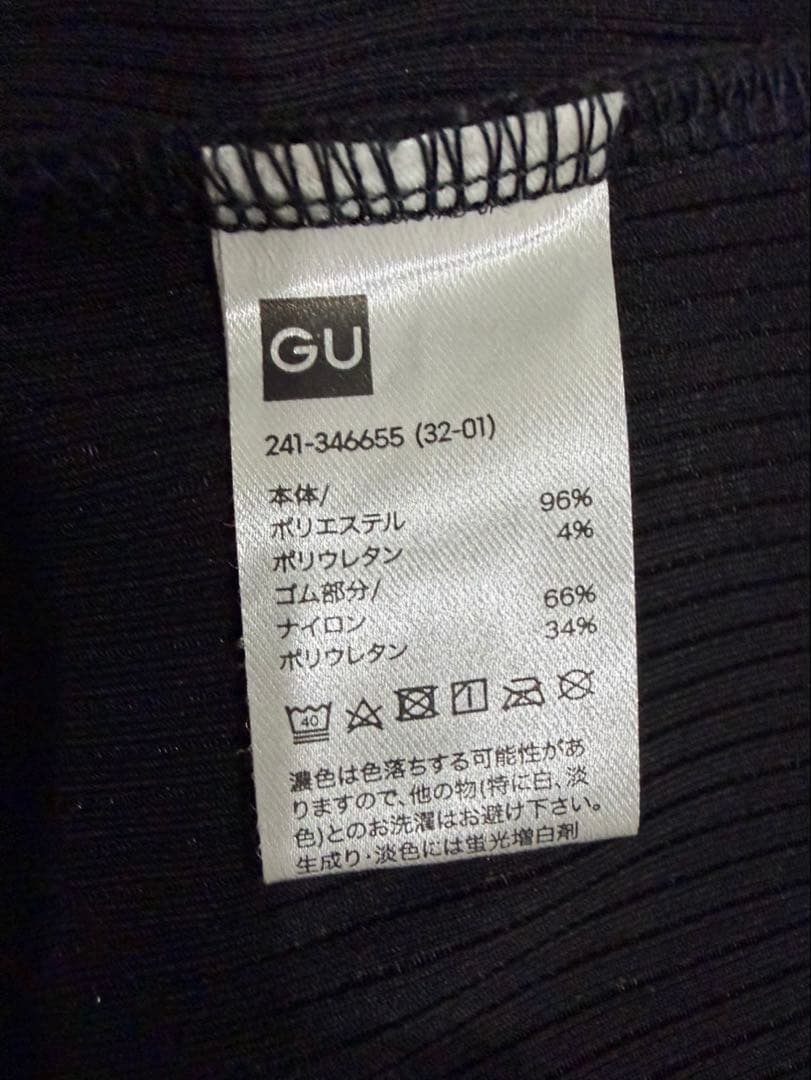 GU
241-346655 (32-01)
本体/
ポリエステル 96%
ポリウレタン 4%
ゴム部分/
ナイロン 66%
ポリウレタン 34%
40
濃色は色落ちする可能性があ
りますので、他の物(特に白、淡
色)とのお洗濯はお避け下さい。
生成り・淡色には蛍光増白剤